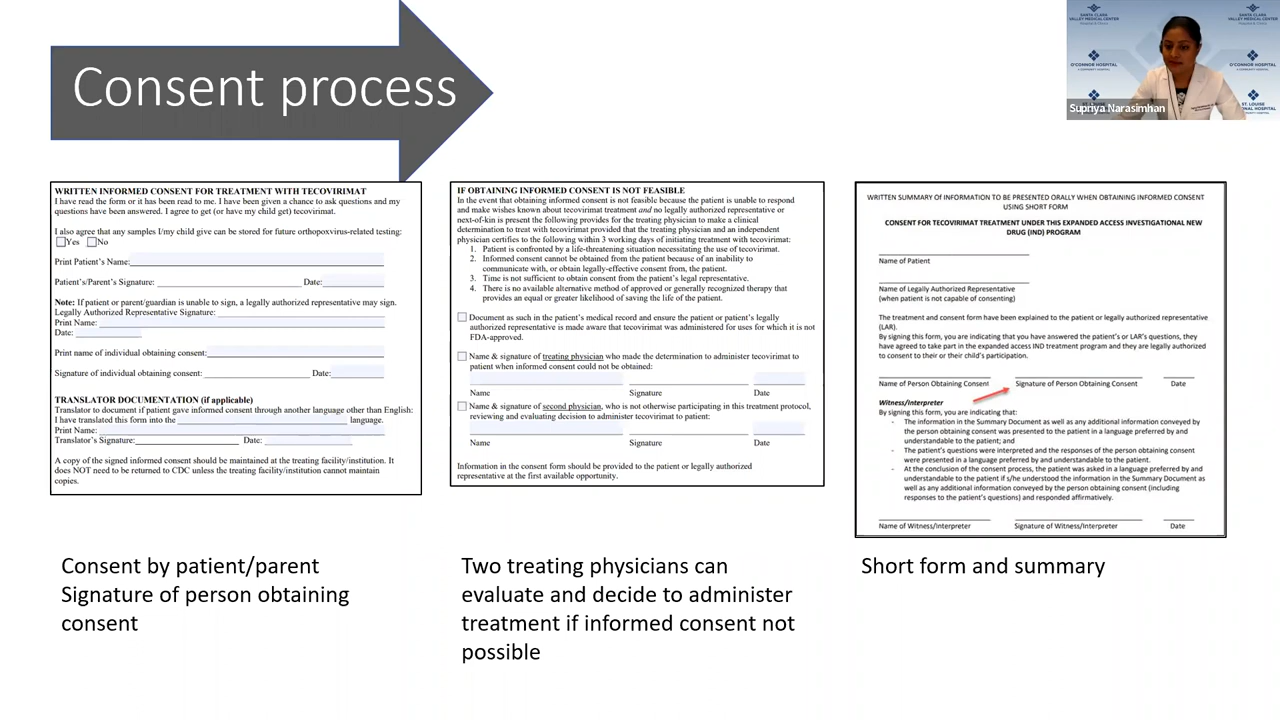 Consent process
SANTA CLARA
VALLEY MEDICAL CENTER
Hospital & Clinics
SANTA CLARA
VALLEY MEDICAL CENTER
Hospital & Clinics
O'CONNOR HOSPITAL
O'CONNOR HOSPITAL
ST. LOUISE
HOSPITAL
Supriya Narasimhan
WRITTEN INFORMED CONSENT FOR TREATMENT WITH TECOVIRIMAT
I have read the form or it has been read to me. I have been given a chance to ask questions and my
questions have been answered. I agree to get (or have my child get) tecovirimat.
I also agree that any samples I/my child give can be stored for future orthopoxvirus-related testing:
Yes No
Print Patient's Name:
Patient's/Parent's Signature: Date:
Note: If patient or parent/guardian is unable to sign, a legally authorized representative may sign.
Legally Authorized Representative Signature:
Print Name:
Date:
Print name of individual obtaining consent:
Signature of individual obtaining consent: Date:
TRANSLATOR DOCUMENTATION (if applicable)
Translator to document if patient gave informed consent through another language other than English:
I have translated this form into the language.
Print Name:
Translator's Signature: Date:
A copy of the signed informed consent should be maintained at the treating facility/institution. It
does NOT need to be returned to CDC unless the treating facility/institution cannot maintain
copies.
Consent by patient/parent
Signature of person obtaining
consent
IF OBTAINING INFORMED CONSENT IS NOT FEASIBLE
In the event that obtaining informed consent is not feasible because the patient is unable to respond
and make wishes known about tecovirimat treatment and no legally authorized representative or
next-of-kin is present the following provides for the treating physician to make a clinical
determination to treat with tecovirimat provided that the treating physician and an independent
physician certifies to the following within 3 working days of initiating treatment with tecovirimat:
1. Patient is confronted by a life-threatening situation necessitating the use of tecovirimat.
2. Informed consent cannot be obtained from the patient because of an inability to
communicate with, or obtain legally-effective consent from, the patient.
3. Time is not sufficient to obtain consent from the patient's legal representative.
4. There is no available alternative method of approved or generally recognized therapy that
provides an equal or greater likelihood of saving the life of the patient.
Document as such in the patient's medical record and ensure the patient or patient's legally
authorized representative is made aware that tecovirimat was administered for uses for which it is not
FDA-approved.
Name & signature of treating physician who made the determination to administer tecovirimat to
patient when informed consent could not be obtained:
Name Signature Date
Name & signature of second physician, who is not otherwise participating in this treatment protocol,
reviewing and evaluating decision to administer tecovirimat to patient:
Name Signature Date
Information in the consent form should be provided to the patient or legally authorized
representative at the first available opportunity.
Two treating physicians can
evaluate and decide to administer
treatment if informed consent not
possible
WRITTEN SUMMARY OF INFORMATION TO BE PRESENTED ORALLY WHEN OBTAINING INFORMED CONSENT
USING SHORT FORM
CONSENT FOR TECOVIRIMAT TREATMENT UNDER THIS EXPANDED ACCESS INVESTIGATIONAL NEW
DRUG (IND) PROGRAM
Name of Patient
Name of Legally Authorized Representative
(when patient is not capable of consenting)
The treatment and consent form have been explained to the patient or legally authorized representative
(LAR).
By signing this form, you are indicating that you have answered the patient's or LAR's questions, they
have agreed to take part in the expanded access IND treatment program and they are legally authorized
to consent to their or their child's participation.
Name of Person Obtaining Consent Signature of Person Obtaining Consent Date
Witness/Interpreter
By signing this form, you are indicating that:
- The information in the Summary Document as well as any additional information conveyed by
the person obtaining consent was presented to the patient in a language preferred by and
understandable to the patient; and
- The patient's questions were interpreted and the responses of the person obtaining consent
were presented in a language preferred by and understandable to the patient.
- At the conclusion of the consent process, the patient was asked in a language preferred by and
understandable to the patient if s/he understood the information in the Summary Document as
well as any additional information conveyed by the person obtaining consent (including
responses to the patient's questions) and responded affirmatively.
Name of Witness/Interpreter Signature of Witness/Interpreter Date
Short form and summary